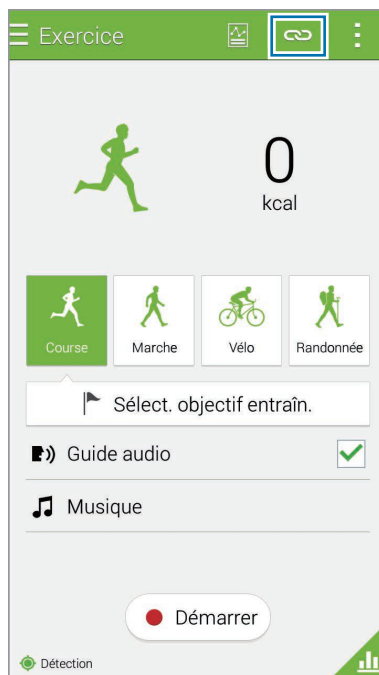 Exercice
0
kcal
Course
Marche
Vélo
Randonnée
Sélect. objectif entraîn.
Guide audio
Musique
Démarrer
Détection